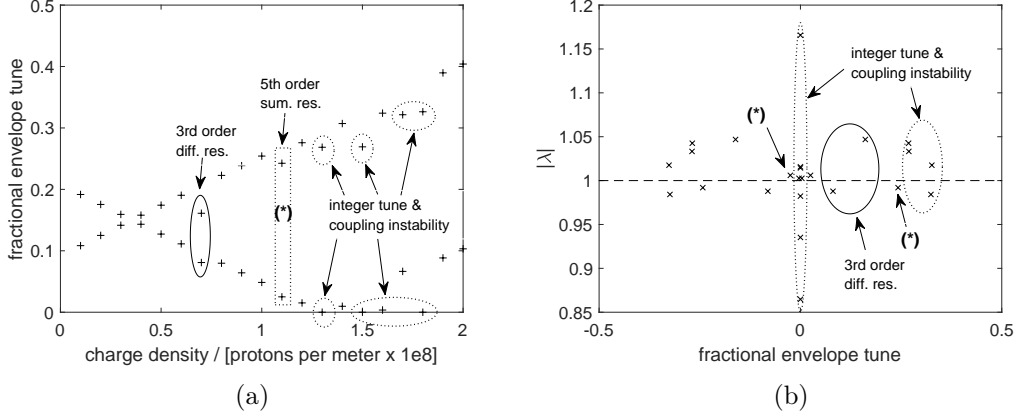 0.5
0.4
0.3
0.2
0.1
0
fractional envelope tune
5th order
sum. res.
3rd order
diff. res.
(*)
integer tune &
coupling instability
0
0.5
1
1.5
2
charge density / [protons per meter x 1e8]
(a)
1.2
1.15
1.1
1.05
1
0.95
0.9
0.85
|λ|
integer tune &
coupling instability
(*)
(*)
3rd order
diff. res.
-0.5
0
0.5
fractional envelope tune
(b)